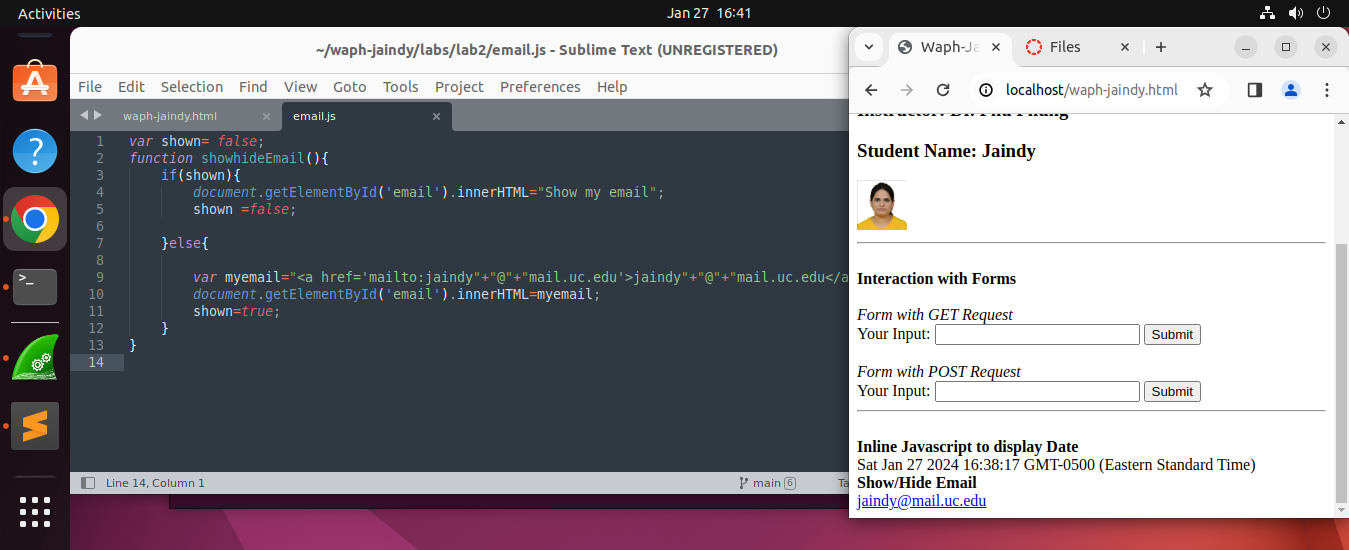 Activities
Jan 27 16:41
~/waph-jaindy/labs/lab2/email.js - Sublime Text (UNREGISTERED)
File Edit Selection Find View Goto Tools Project Preferences Help
waph-jaindy.html × email.js ×
1 var shown= false;
2 function showhideEmail(){
3 if(shown){
4 document.getElementById('email').innerHTML="Show my email";
5 shown =false;
6
7 }else{
8
9 var myemail="<a href='mailto:jaindy"+"@"+"mail.uc.edu'>jaindy"+"@"+"mail.uc.edu</a
10 document.getElementById('email').innerHTML=myemail;
11 shown=true;
12 }
13 }
14
Line 14, Column 1
main 6
Ta
Waph-Ja × Files × +
localhost/waph-jaindy.html
Instructor: Dr. Phu Phung
Student Name: Jaindy
Interaction with Forms
Form with GET Request
Your Input: Submit
Form with POST Request
Your Input: Submit
Inline Javascript to display Date
Sat Jan 27 2024 16:38:17 GMT-0500 (Eastern Standard Time)
Show/Hide Email
jaindy@mail.uc.edu